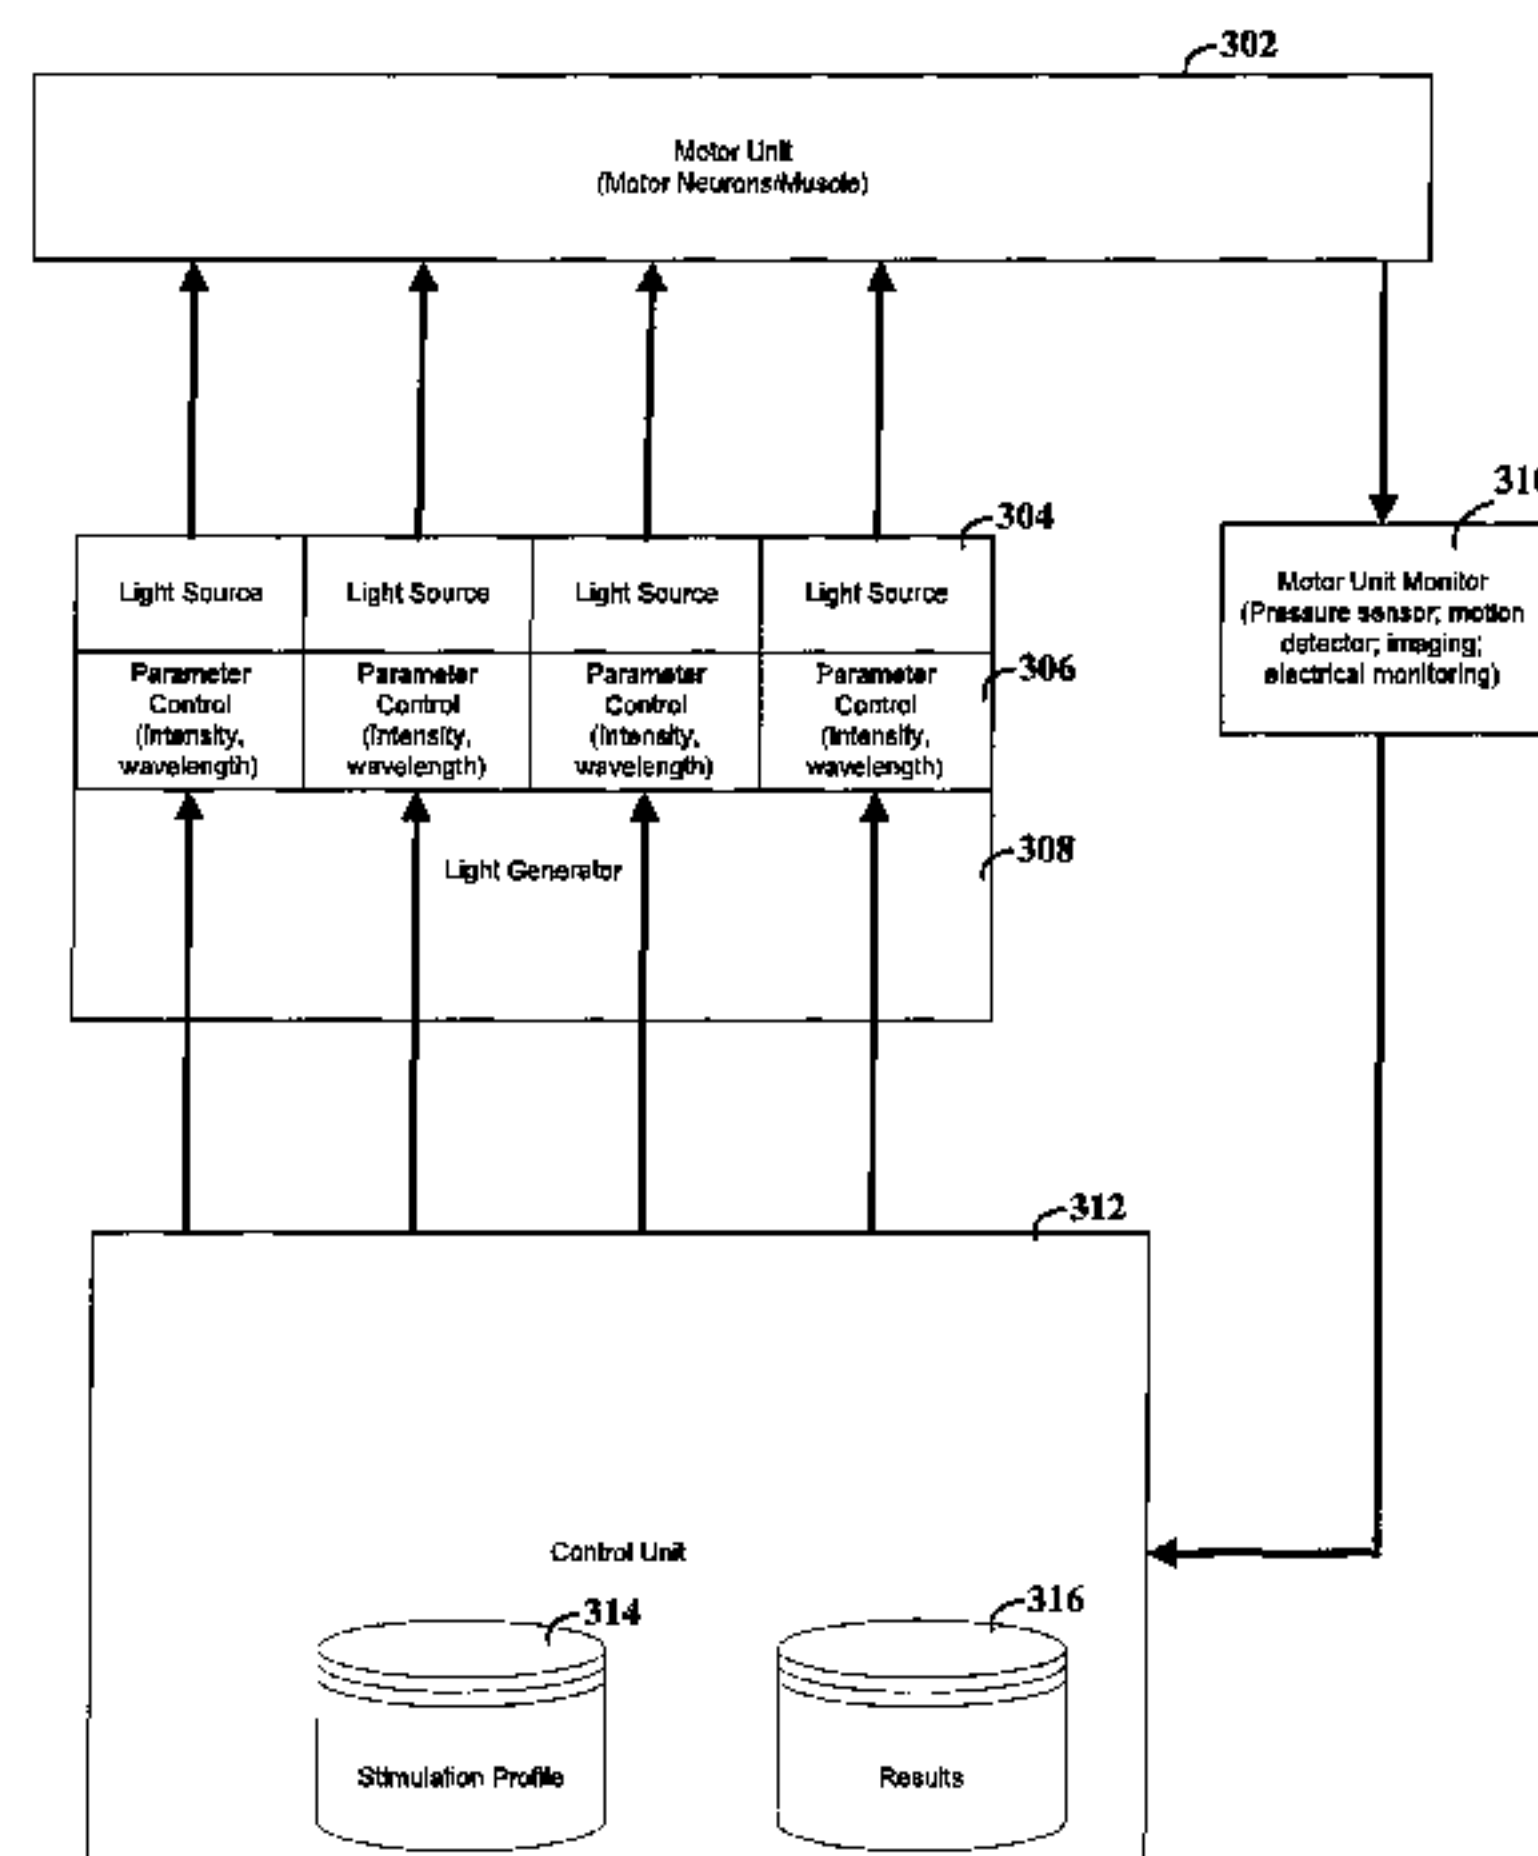 302
Motor Unit
(Motor Neurons/Muscle)
304
Light Source
Light Source
Light Source
Light Source
306
Parameter
Control
(Intensity,
wavelength)
Parameter
Control
(Intensity,
wavelength)
Parameter
Control
(Intensity,
wavelength)
Parameter
Control
(Intensity,
wavelength)
Light Generator
308
310
Motor Unit Monitor
(Pressure sensor; motion
detector; imaging;
electrical monitoring)
312
Control Unit
314
Stimulation Profile
316
Results